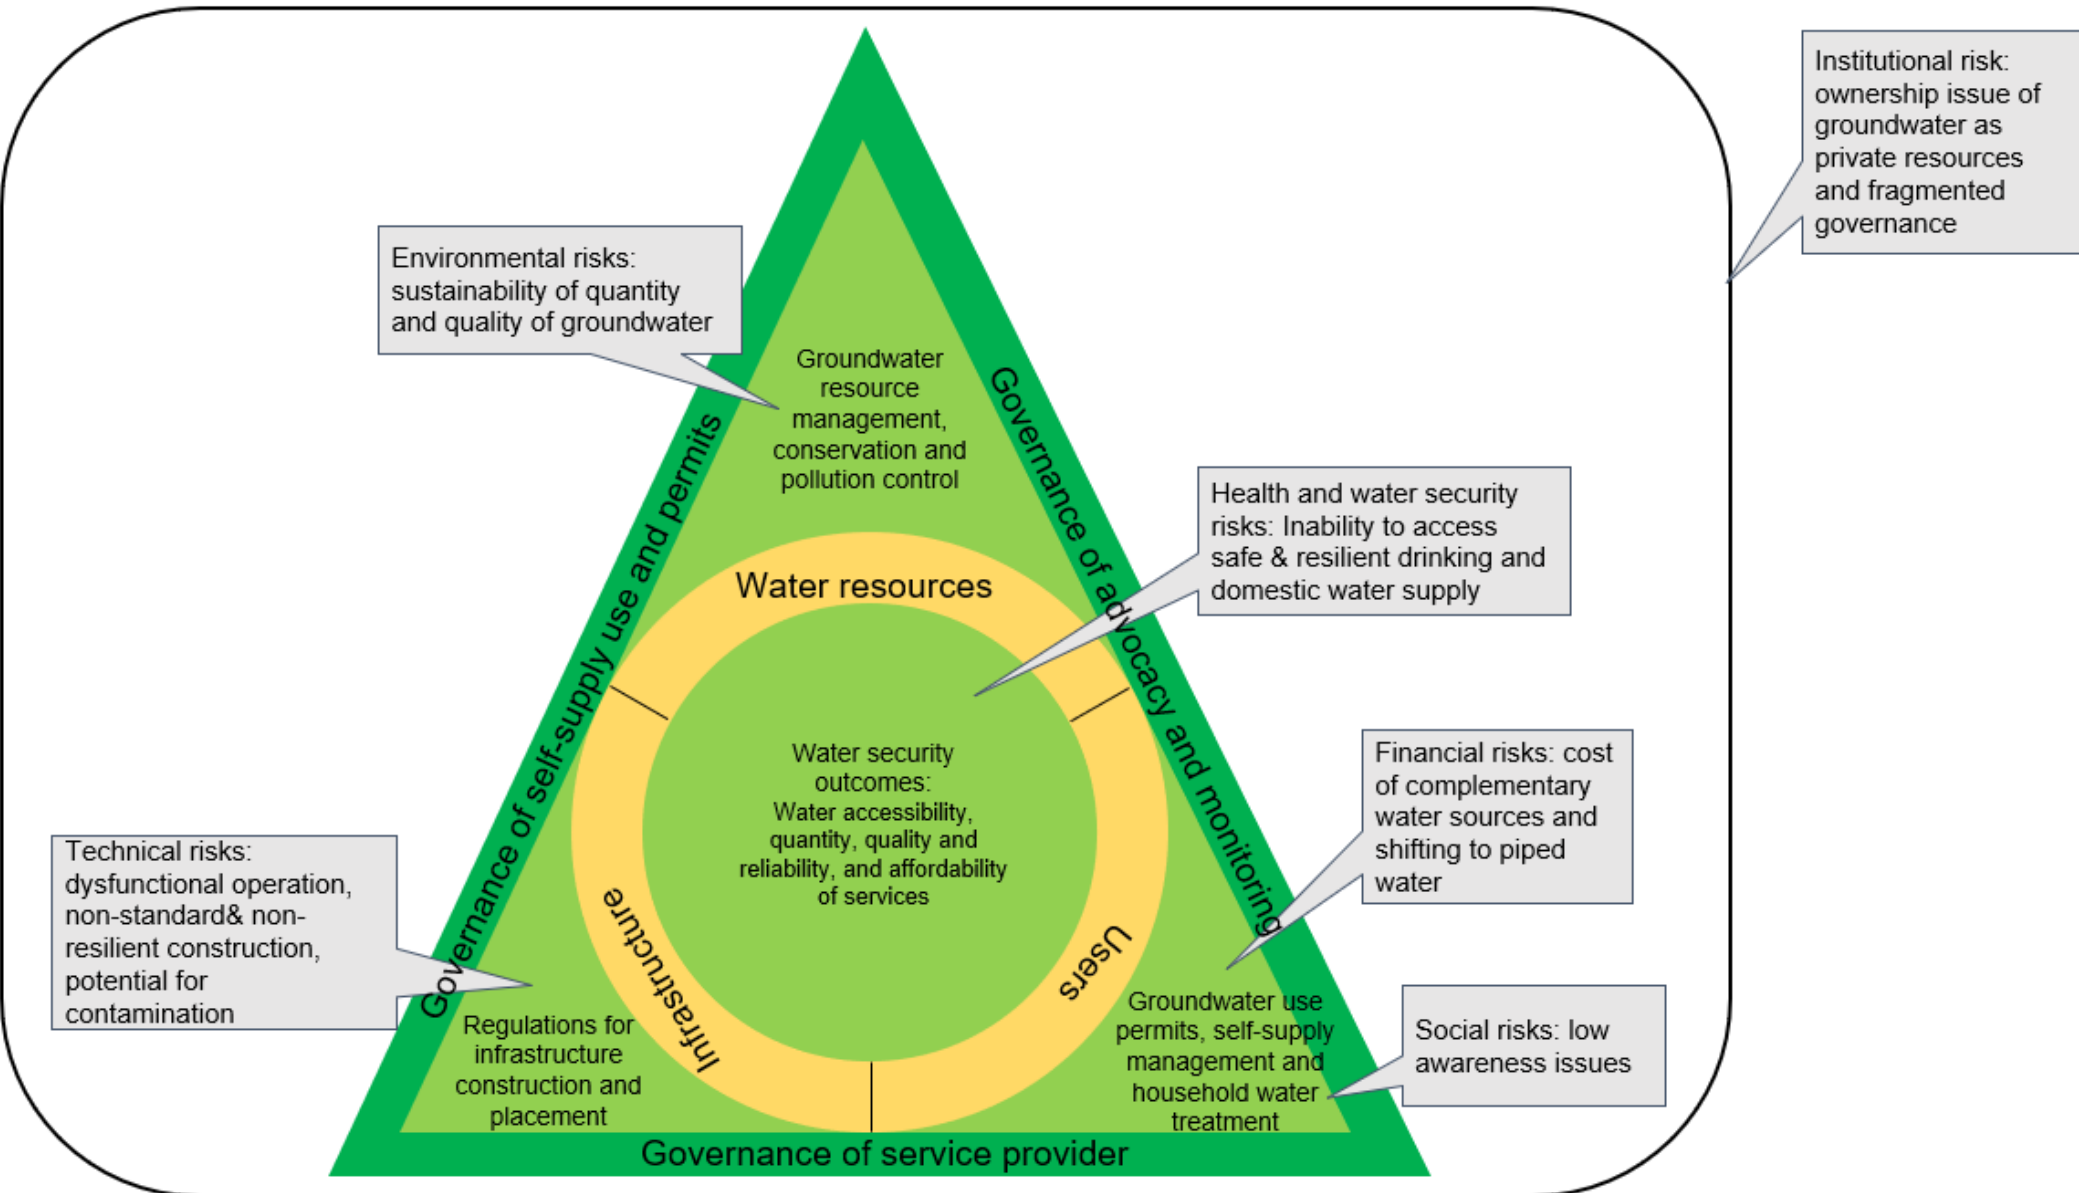 Institutional risk:
ownership issue of
groundwater as
private resources
and fragmented
governance
Environmental risks:
sustainability of quantity
and quality of groundwater
Groundwater
resource
management,
conservation and
pollution control
Governance of self-supply use and permits
Governance of advocacy and monitoring
Health and water security
risks: Inability to access
safe & resilient drinking and
domestic water supply
Water resources
Water security
outcomes:
Water accessibility,
quantity, quality and
reliability, and affordability
of services
Financial risks: cost
of complementary
water sources and
shifting to piped
water
Technical risks:
dysfunctional operation,
non-standard& non-
resilient construction,
potential for
contamination
Infrastructure
Users
Regulations for
infrastructure
construction and
placement
Groundwater use
permits, self-supply
management and
household water
treatment
Social risks: low
awareness issues
Governance of service provider